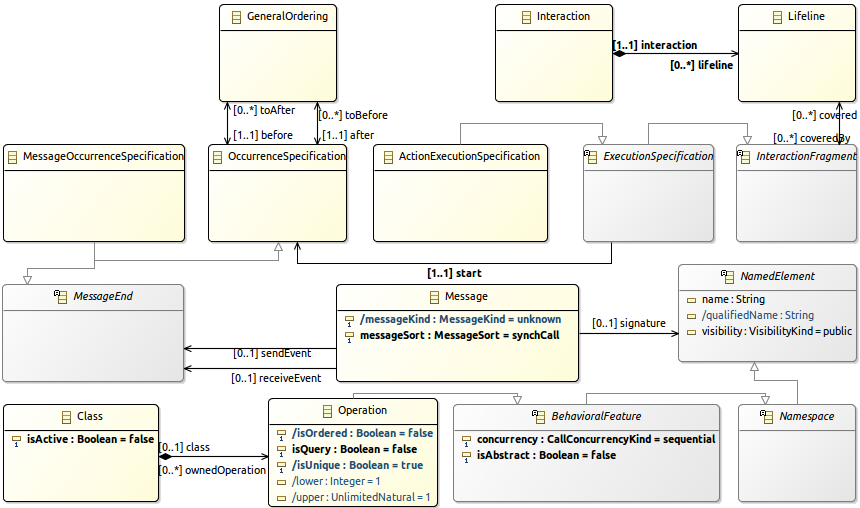 GeneralOrdering
Interaction
Lifeline
[1..1] interaction
[0..*] lifeline
[0..*] toAfter
[0..*] toBefore
[0..*] covered
[1..1] before
[1..1] after
[0..*] coveredBy
MessageOccurrenceSpecification
OccurrenceSpecification
ActionExecutionSpecification
ExecutionSpecification
InteractionFragment
[1..1] start
MessageEnd
Message
/messageKind : MessageKind = unknown
messageSort : MessageSort = synchCall
[0..1] sendEvent
[0..1] receiveEvent
[0..1] signature
NamedElement
name : String
/qualifiedName : String
visibility : VisibilityKind = public
Class
isActive : Boolean = false
[0..1] class
[0..*] ownedOperation
Operation
/isOrdered : Boolean = false
isQuery : Boolean = false
/isUnique : Boolean = true
/lower : Integer = 1
/upper : UnlimitedNatural = 1
BehavioralFeature
concurrency : CallConcurrencyKind = sequential
isAbstract : Boolean = false
Namespace